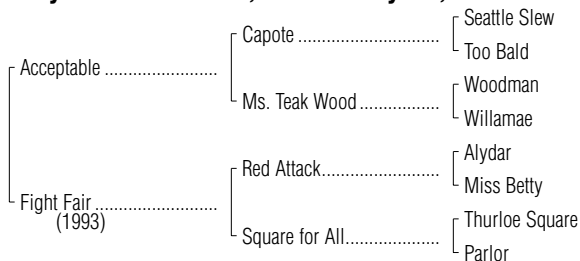 Seattle Slew
Capote
Too Bald
Acceptable
Woodman
Ms. Teak Wood
Willamae
Alydar
Red Attack
Miss Betty
Fight Fair
(1993)
Thurloe Square
Square for All
Parlor